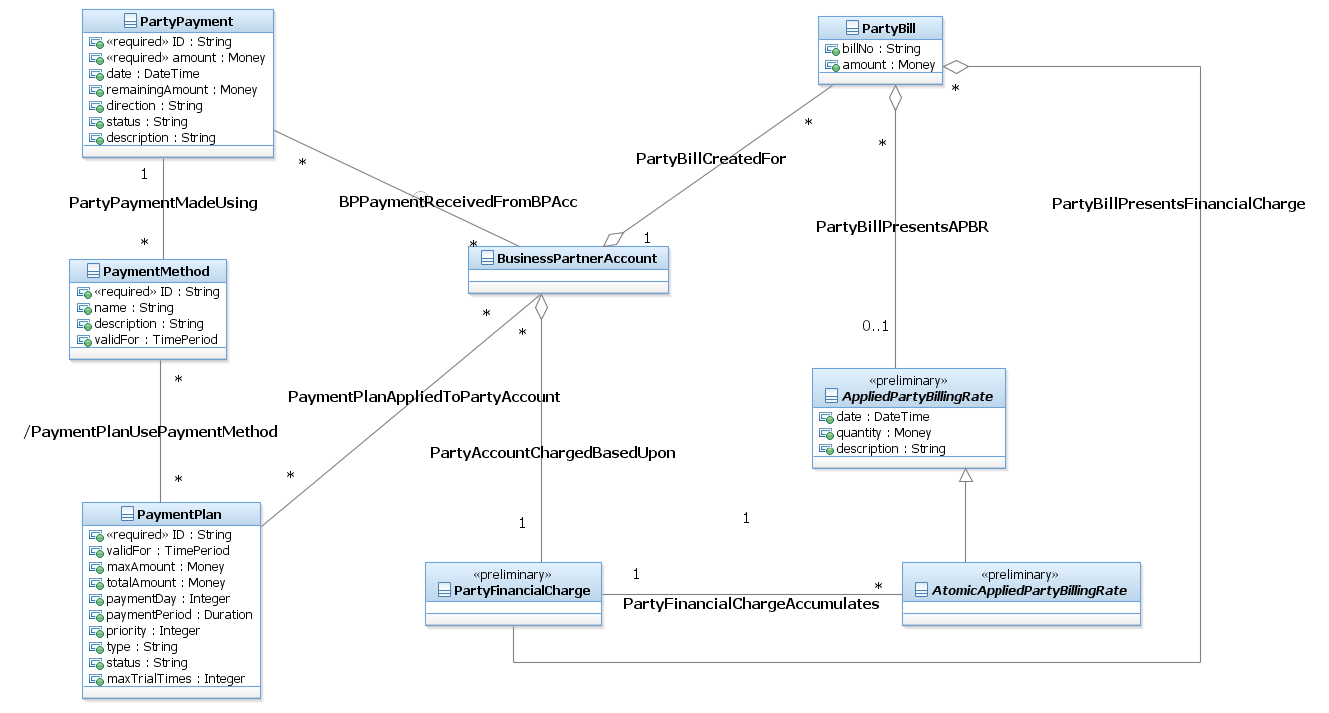 PartyPayment
«required» ID : String
«required» amount : Money
date : DateTime
remainingAmount : Money
direction : String
status : String
description : String
PartyBill
billNo : String
amount : Money
*
*
*
*
1
PartyBillCreatedFor
PartyPaymentMadeUsing
BPPaymentReceivedFromBPAcc
PartyBillPresentsFinancialCharge
PartyBillPresentsAPBR
*
*
1
BusinessPartnerAccount
PaymentMethod
«required» ID : String
name : String
description : String
validFor : TimePeriod
*
*
0..1
*
PaymentPlanAppliedToPartyAccount
«preliminary»
AppliedPartyBillingRate
date : DateTime
quantity : Money
description : String
/PaymentPlanUsePaymentMethod
PartyAccountChargedBasedUpon
*
*
PaymentPlan
«required» ID : String
validFor : TimePeriod
maxAmount : Money
totalAmount : Money
paymentDay : Integer
paymentPeriod : Duration
priority : Integer
type : String
status : String
maxTrialTimes : Integer
1
1
«preliminary»
PartyFinancialCharge
1
*
PartyFinancialChargeAccumulates
«preliminary»
AtomicAppliedPartyBillingRate